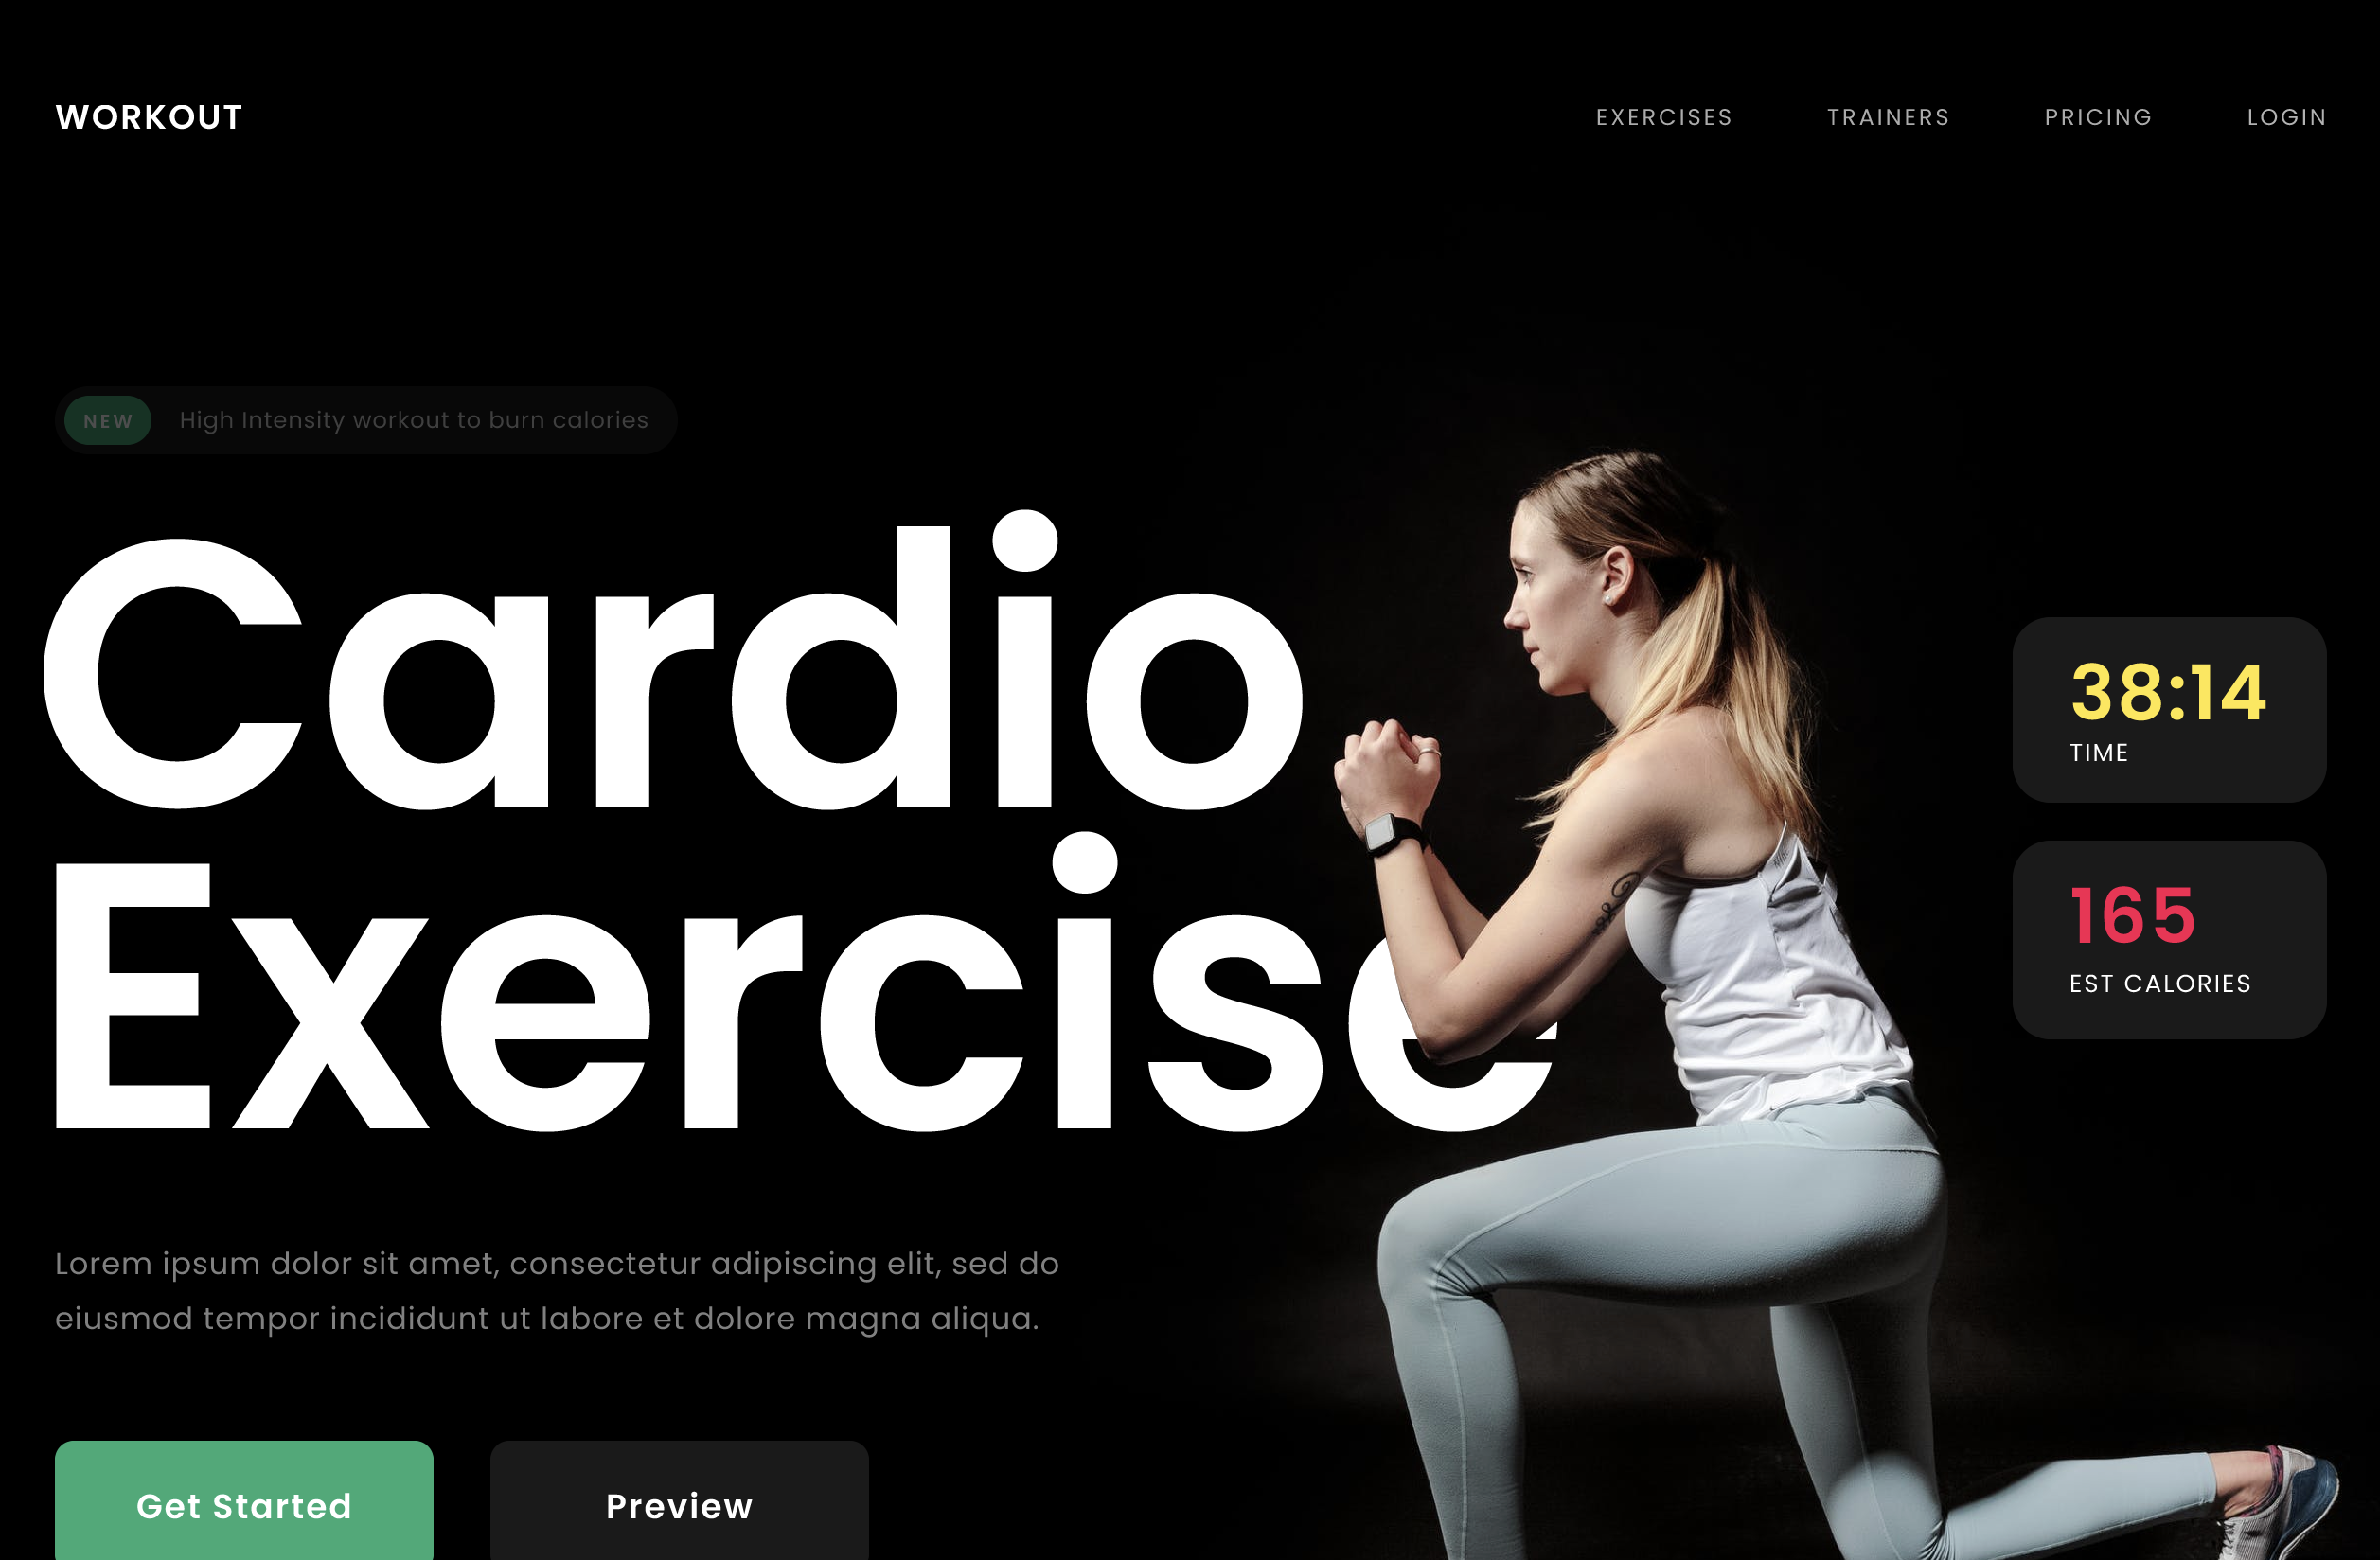 WORKOUT
EXERCISES
TRAINERS
PRICING
LOGIN
NEW
High Intensity workout to burn calories
Cardio
Exercise
38:14
TIME
165
EST CALORIES
Lorem ipsum dolor sit amet, consectetur adipiscing elit, sed do
eiusmod tempor incididunt ut labore et dolore magna aliqua.
Get Started
Preview